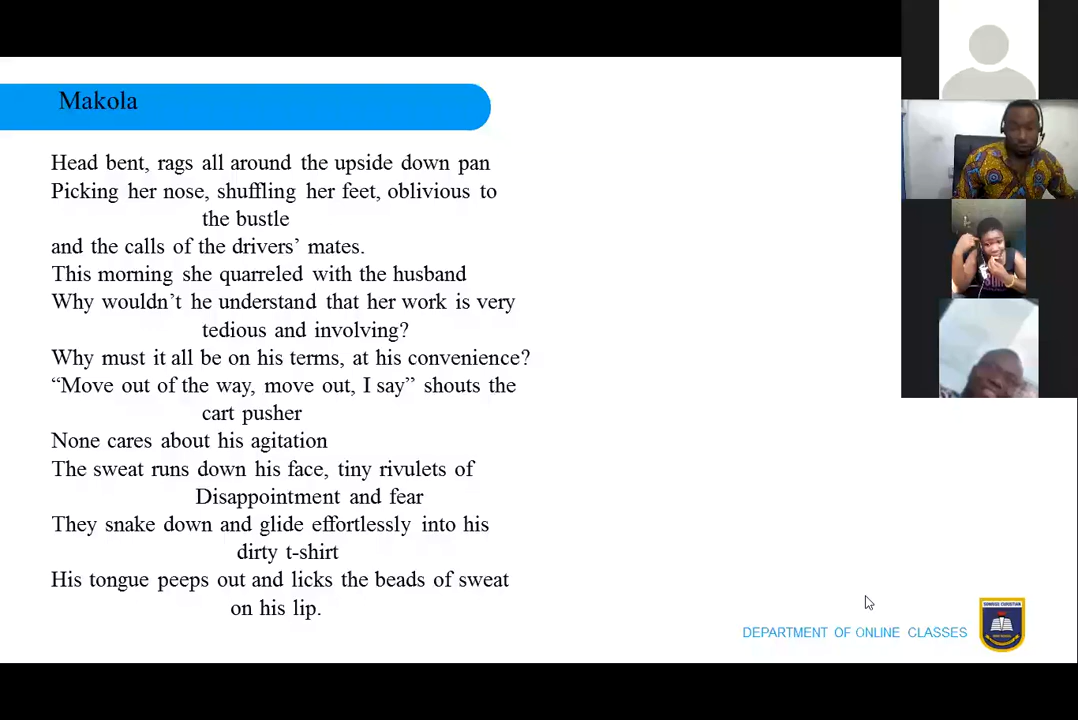 Makola
Head bent, rags all around the upside down pan
Picking her nose, shuffling her feet, oblivious to
the bustle
and the calls of the drivers’ mates.
This morning she quarreled with the husband
Why wouldn’t he understand that her work is very
tedious and involving?
Why must it all be on his terms, at his convenience?
“Move out of the way, move out, I say” shouts the
cart pusher
None cares about his agitation
The sweat runs down his face, tiny rivulets of
Disappointment and fear
They snake down and glide effortlessly into his
dirty t-shirt
His tongue peeps out and licks the beads of sweat
on his lip.
DEPARTMENT OF ONLINE CLASSES